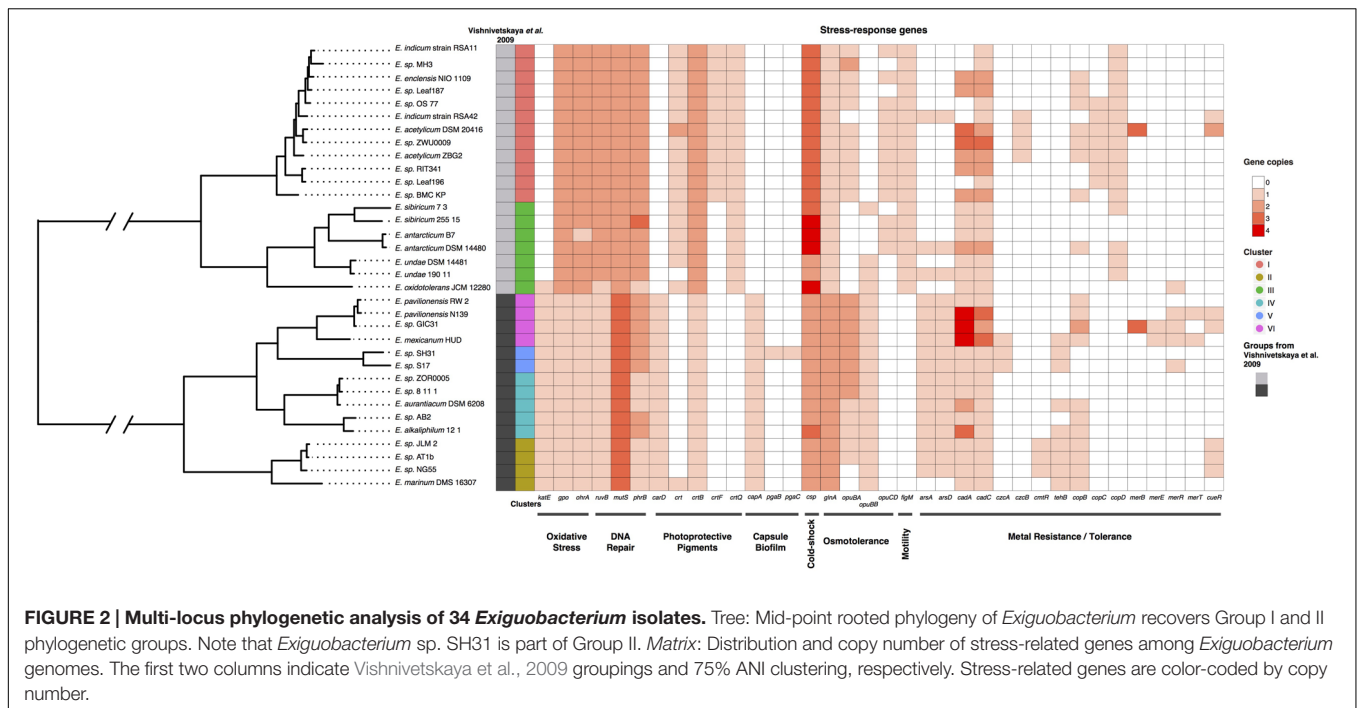 Vishnivetskaya et al.
2009
Stress-response genes
E. indicum strain RSA11
E. sp. MH3
E. enclensis NIO 1109
E. sp. Leaf187
E. sp. OS 77
E. indicum strain RSA42
E. acetylicum DSM 20416
E. sp. ZWU0009
E. acetylicum ZBG2
E. sp. RIT341
E. sp. Leaf196
E. sp. BMC KP
E. sibiricum 7 3
E. sibiricum 255 15
E. antarcticum B7
E. antarcticum DSM 14480
E. undae DSM 14481
E. undae 190 11
E. oxidotolerans JCM 12280
E. pavilionensis RW 2
E. pavilionensis N139
E. sp. GIC31
E. mexicanum HUD
E. sp. SH31
E. sp. S17
E. sp. ZOR0005
E. sp. 8 11 1
E. aurantiacum DSM 6208
E. sp. AB2
E. alkaliphilum 12 1
E. sp. JLM 2
E. sp. AT1b
E. sp. NG55
E. marinum DMS 16307
Gene copies
0
1
2
3
4
Cluster
I
II
III
IV
V
VI
Groups from
Vishnivetskaya et al.
2009
Clusters
katE gpo ohrA ruvB mutS phrB carD crt crtB crtF crtQ capA pgaB pgaC csp glnA opuBA opuBB opuCD flgM arsA arsD cadA cadC czcA czcB cmtR tehB copB copC copD merB merE merR merT cueR
Oxidative
Stress
DNA
Repair
Photoprotective
Pigments
Capsule
Biofilm
Cold-shock
Osmotolerance
Motility
Metal Resistance / Tolerance
FIGURE 2 | Multi-locus phylogenetic analysis of 34 Exiguobacterium isolates. Tree: Mid-point rooted phylogeny of Exiguobacterium recovers Group I and II
phylogenetic groups. Note that Exiguobacterium sp. SH31 is part of Group II. Matrix: Distribution and copy number of stress-related genes among Exiguobacterium
genomes. The first two columns indicate Vishnivetskaya et al., 2009 groupings and 75% ANI clustering, respectively. Stress-related genes are color-coded by copy
number.